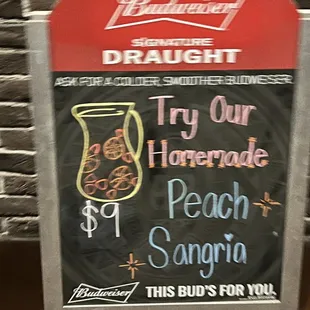 Budweiser
SIGNATURE
DRAUGHT
ASK FOR A COLDER, SMOOTHER BUDWEISER
Try Our
Homemade
Peach
$9
Sangria
Budweiser
THIS BUD'S FOR YOU.